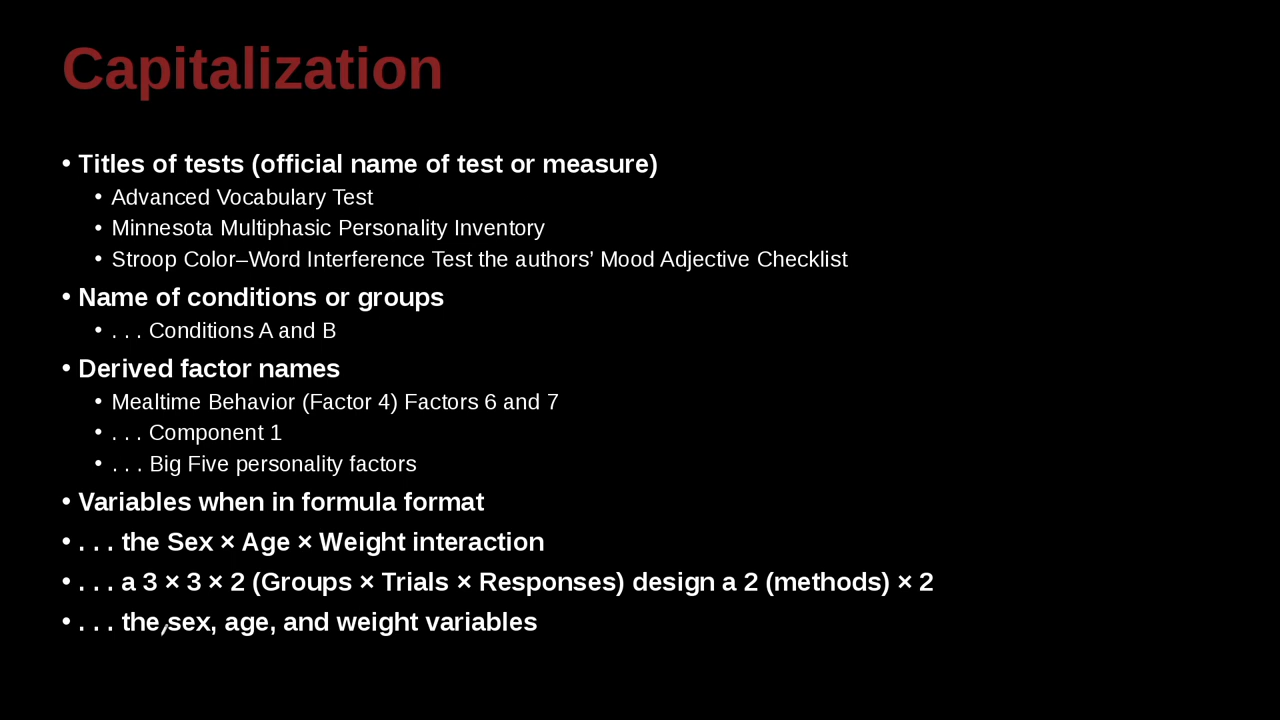 Capitalization
• Titles of tests (official name of test or measure)
• Advanced Vocabulary Test
• Minnesota Multiphasic Personality Inventory
• Stroop Color–Word Interference Test the authors’ Mood Adjective Checklist
• Name of conditions or groups
• . . . Conditions A and B
• Derived factor names
• Mealtime Behavior (Factor 4) Factors 6 and 7
• . . . Component 1
• . . . Big Five personality factors
• Variables when in formula format
• . . . the Sex × Age × Weight interaction
• . . . a 3 × 3 × 2 (Groups × Trials × Responses) design a 2 (methods) × 2
• . . . the sex, age, and weight variables